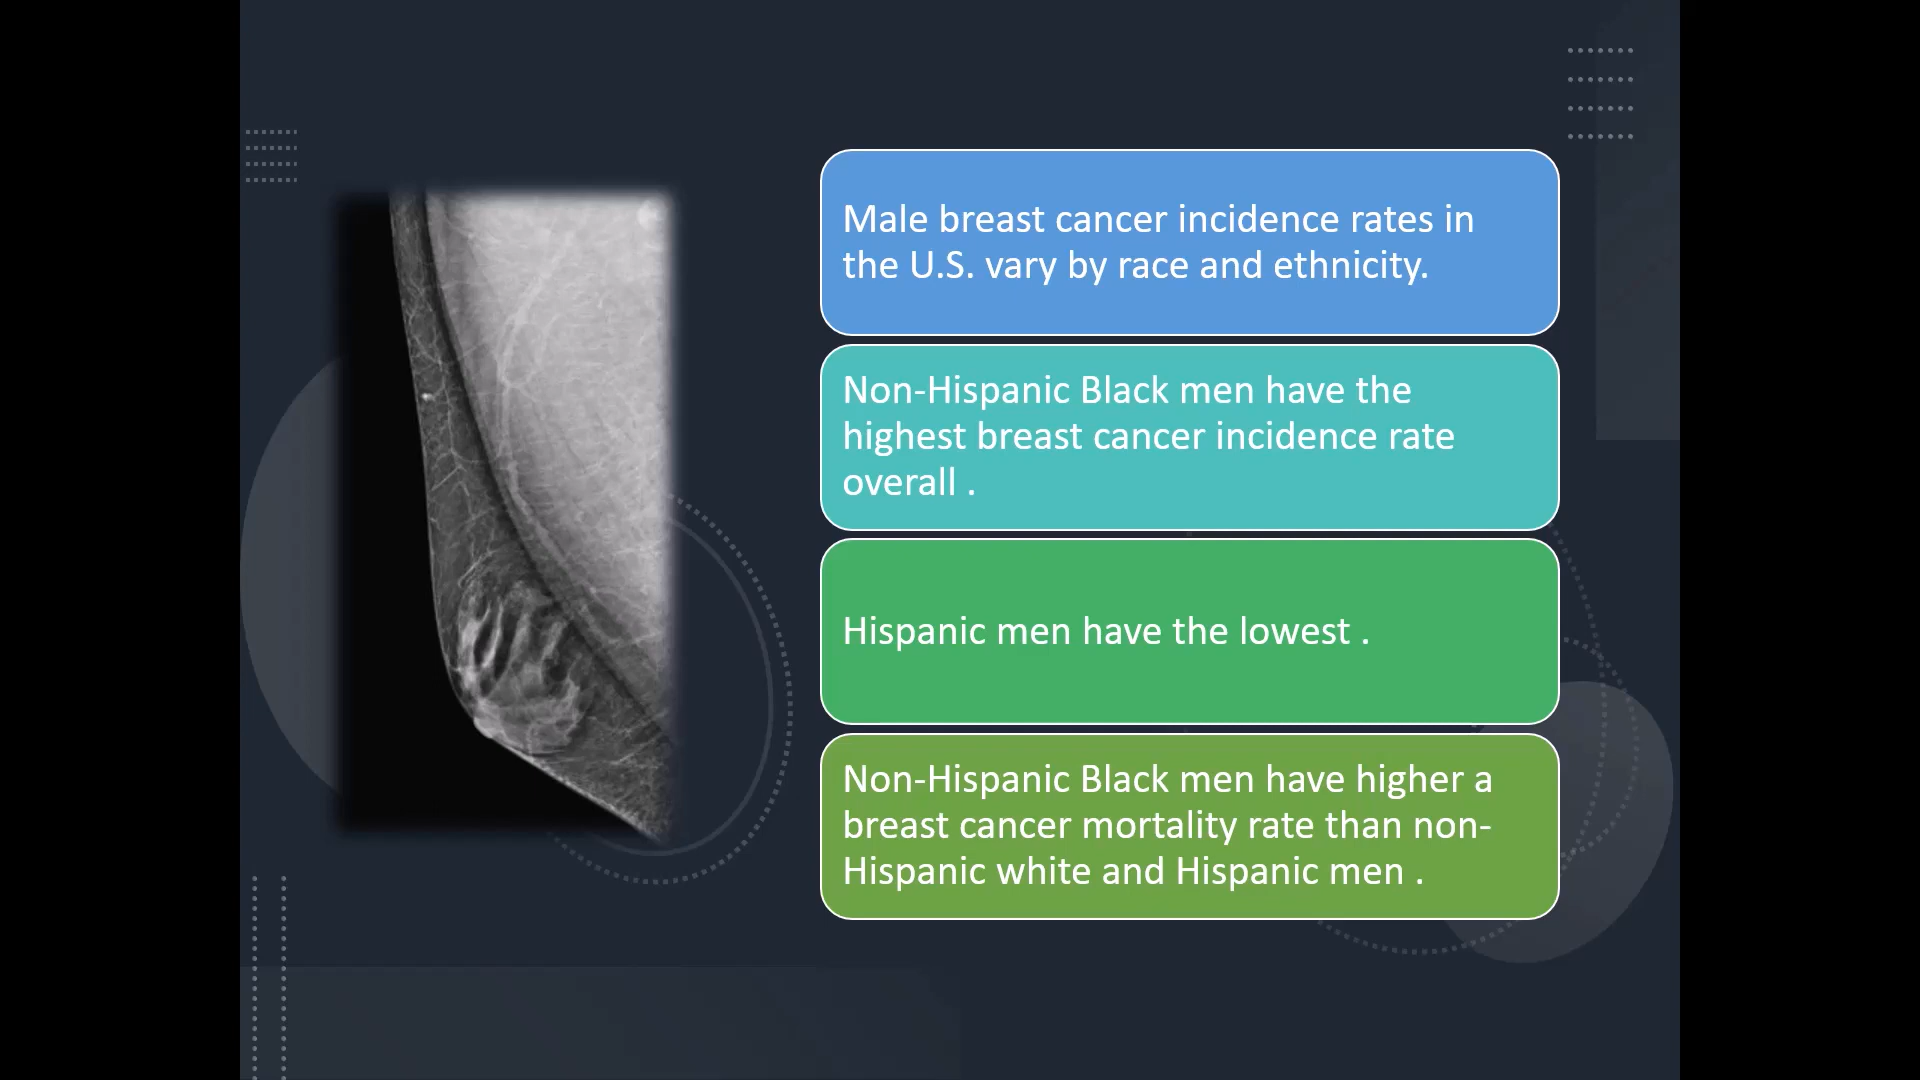 Male breast cancer incidence rates in
the U.S. vary by race and ethnicity.
Non-Hispanic Black men have the
highest breast cancer incidence rate
overall .
Hispanic men have the lowest .
Non-Hispanic Black men have higher a
breast cancer mortality rate than non-
Hispanic white and Hispanic men .